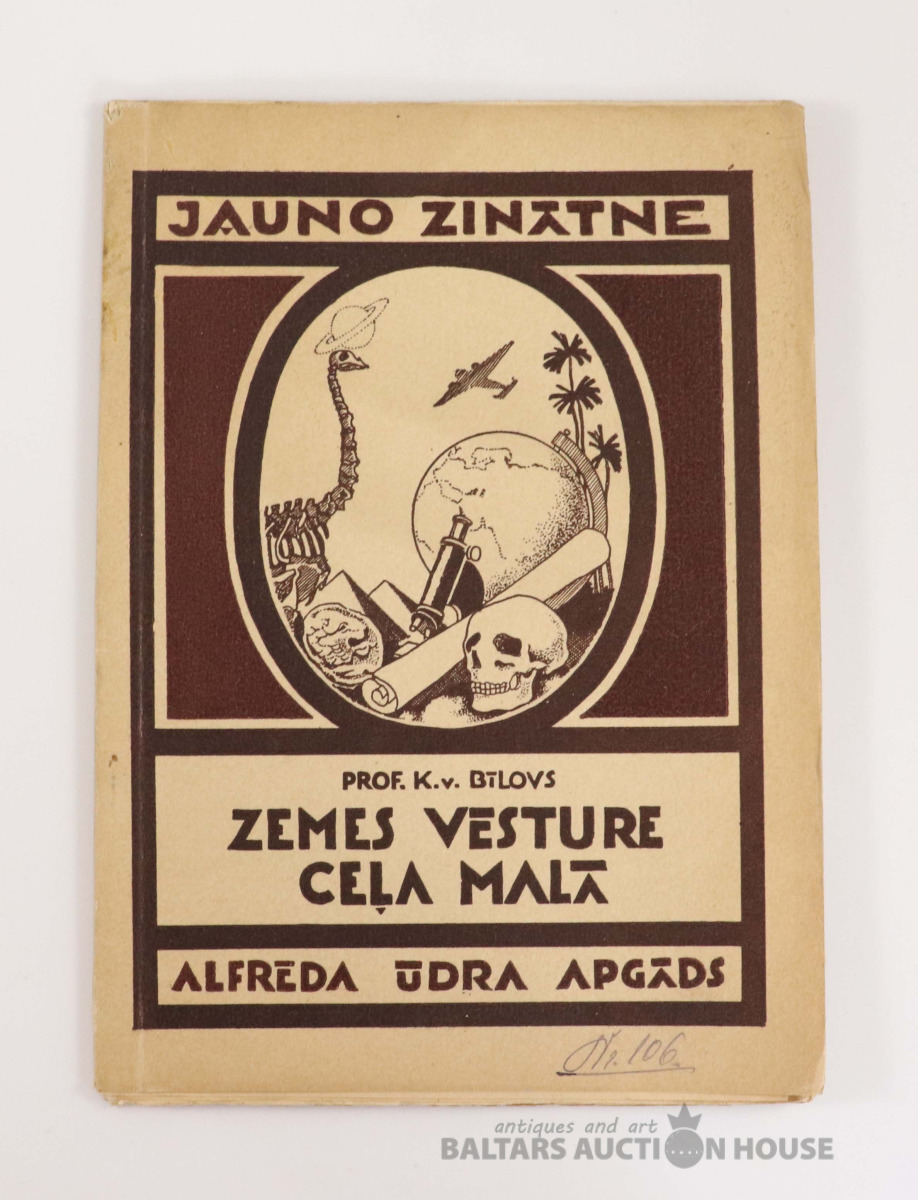 JAUNO ZINĀTNE
PROF. K.v. BĪLOVS
ZEMES VĒSTURE
CEĻA MALĀ
ALFRĒDA ŪDRA APGĀDS
Nr. 106.
antiques and art
BALTARS AUCTION HOUSE